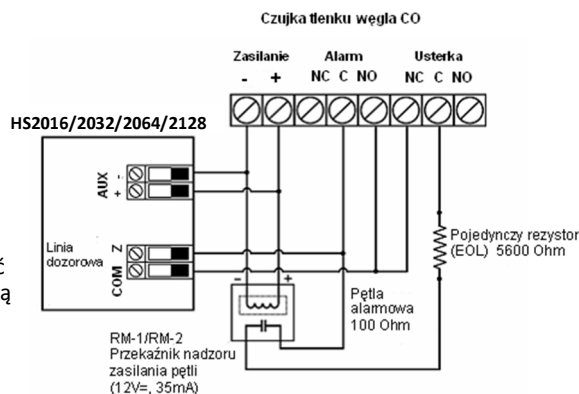 Czujka tlenku węgla CO
Zasilanie Alarm Usterka
- + NC C NO NC C NO
HS2016/2032/2064/2128
AUX
-
+
Linia
dozorowa
Z
COM
ć
ą
- +
Pojedynczy rezystor
(EOL) 5600 Ohm
Pętla
alarmowa
100 Ohm
RM-1/RM-2
Przekaźnik nadzoru
zasilania pętli
(12V=, 35mA)